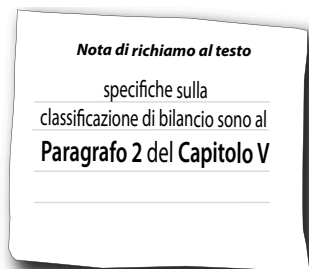 Nota di richiamo al testo
specifiche sulla
classificazione di bilancio sono al
Paragrafo 2 del Capitolo V